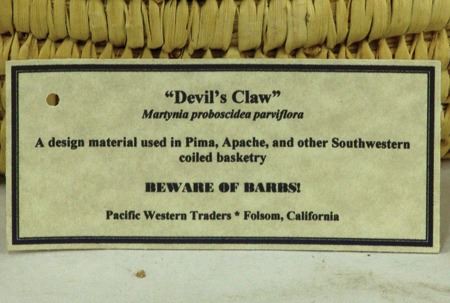 “Devil’s Claw”
Martynia proboscidea parviflora
A design material used in Pima, Apache, and other Southwestern
coiled basketry
BEWARE OF BARBS!
Pacific Western Traders * Folsom, California